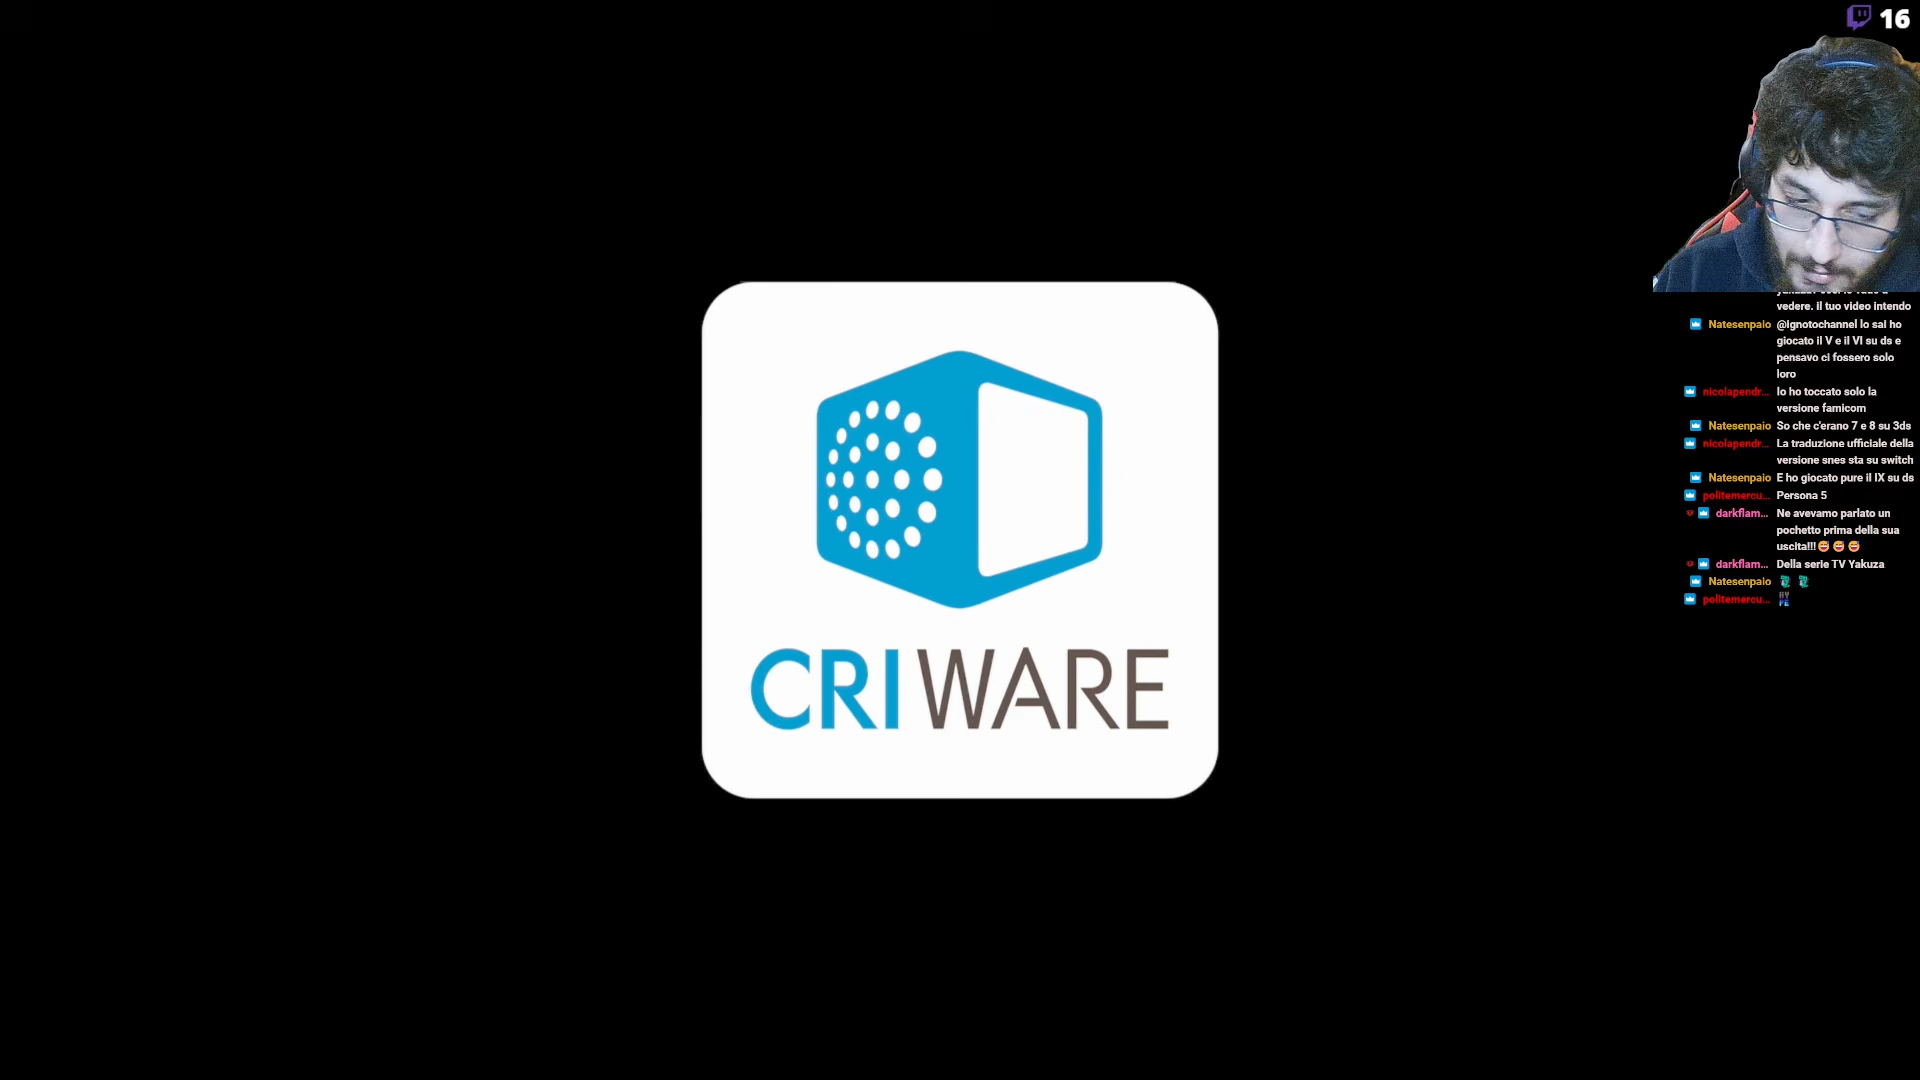 16
vedere. il tuo video intendo
Natesenpaio @Ignotochannel lo sai ho
giocato il V e il VI su ds e
pensavo ci fossero solo
loro
nicolapendr... Io ho toccato solo la
versione famicom
Natesenpaio So che c'erano 7 e 8 su 3ds
nicolapendr... La traduzione ufficiale della
versione snes sta su switch
Natesenpaio E ho giocato pure il IX su ds
politemercu... Persona 5
darkflam... Ne avevamo parlato un
pochetto prima della sua
uscita!!!😅 😅 😅
darkflam... Della serie TV Yakuza
Natesenpaio
politemercu... HYPE
CRIWARE